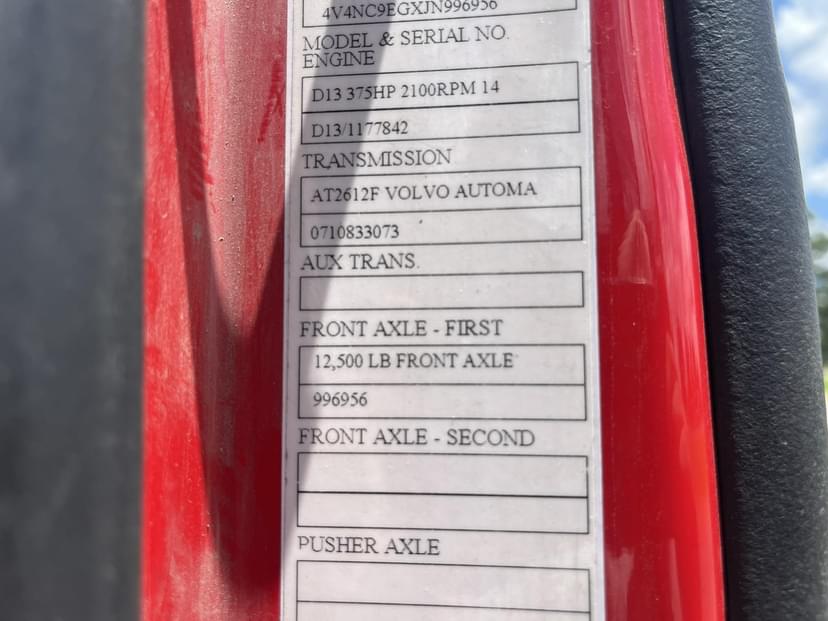 4V4NC9EGXJN996956
MODEL & SERIAL NO.
ENGINE
D13 375HP 2100RPM 14
D13/1177842
TRANSMISSION
AT2612F VOLVO AUTOMA
0710833073
AUX TRANS.
FRONT AXLE - FIRST
12,500 LB FRONT AXLE
996956
FRONT AXLE - SECOND
PUSHER AXLE